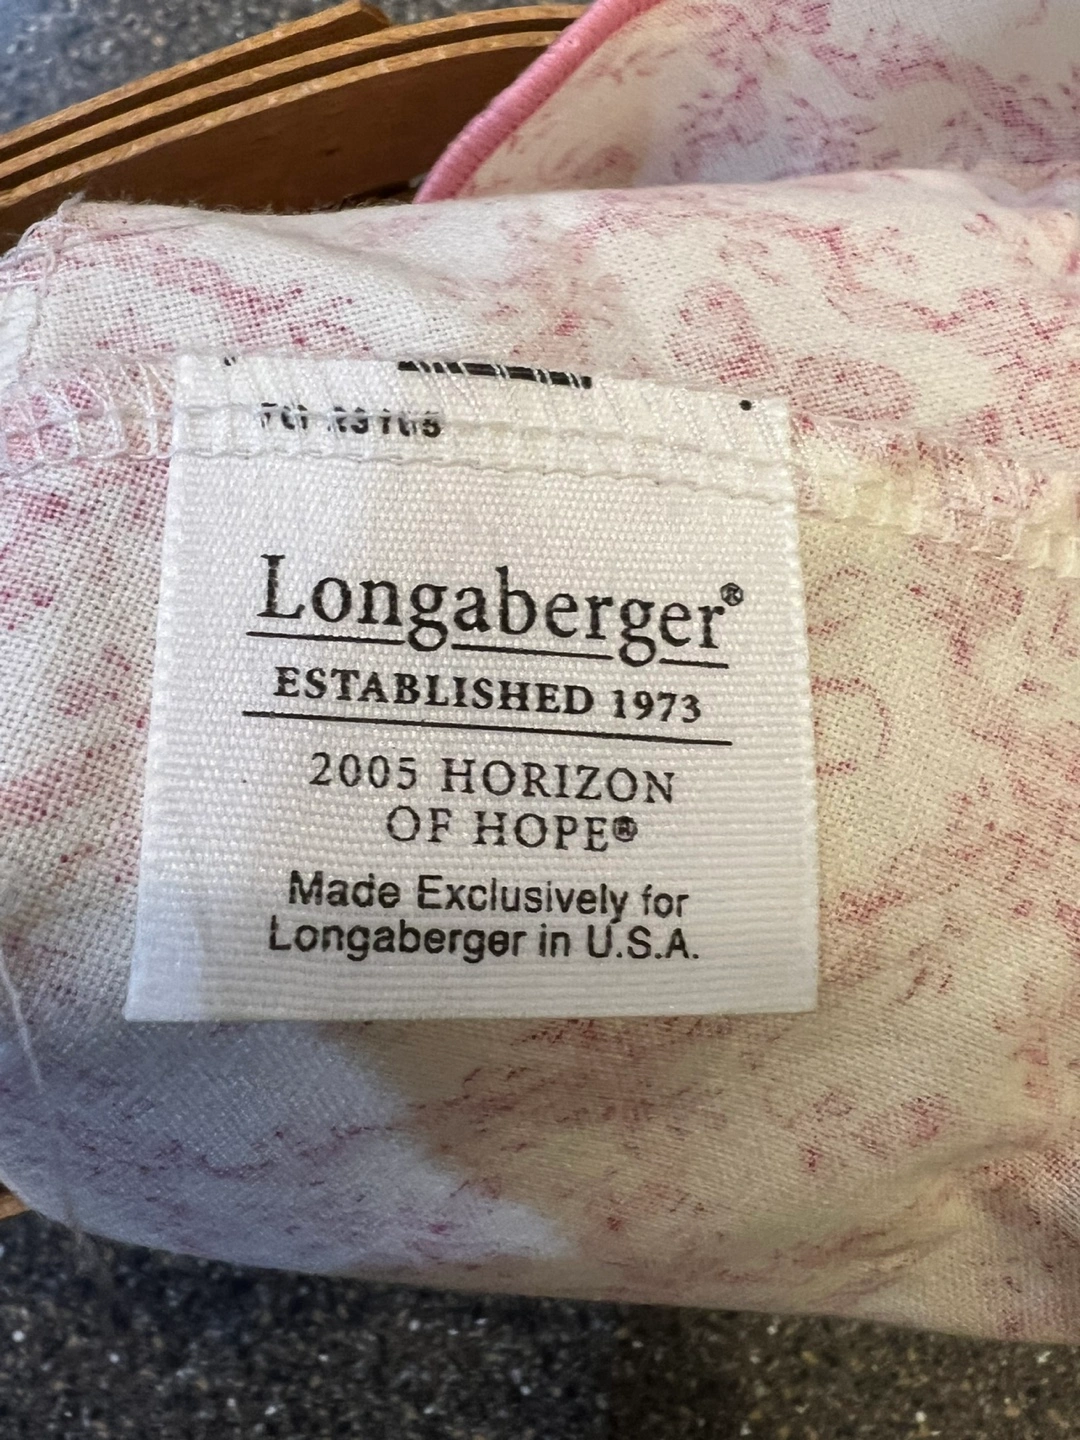 Longaberger®
ESTABLISHED 1973
2005 HORIZON
OF HOPE®
Made Exclusively for
Longaberger in U.S.A.